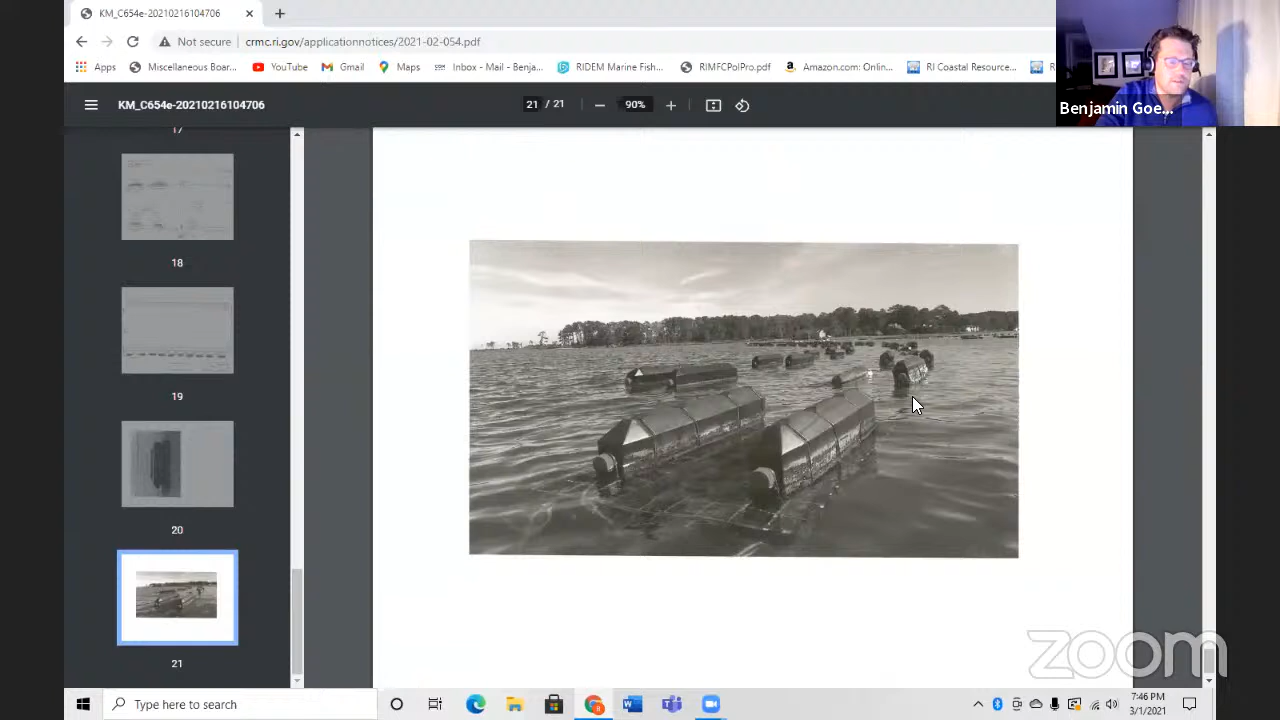 KM_C654e-20210216104706
Not secure
crmc.ri.gov/applicationnotices/2021-02-054.pdf
Apps
Miscellaneous Boar...
YouTube
Gmail
Inbox - Mail - Benja...
RIDEM Marine Fish...
RIMFCPolPro.pdf
Amazon.com: Onlin...
RI Coastal Resource...
Benjamin Goe...
KM_C654e-20210216104706
21 / 21
90%
17
18
19
20
21
zoom
Type here to search
7:46 PM
3/1/2021